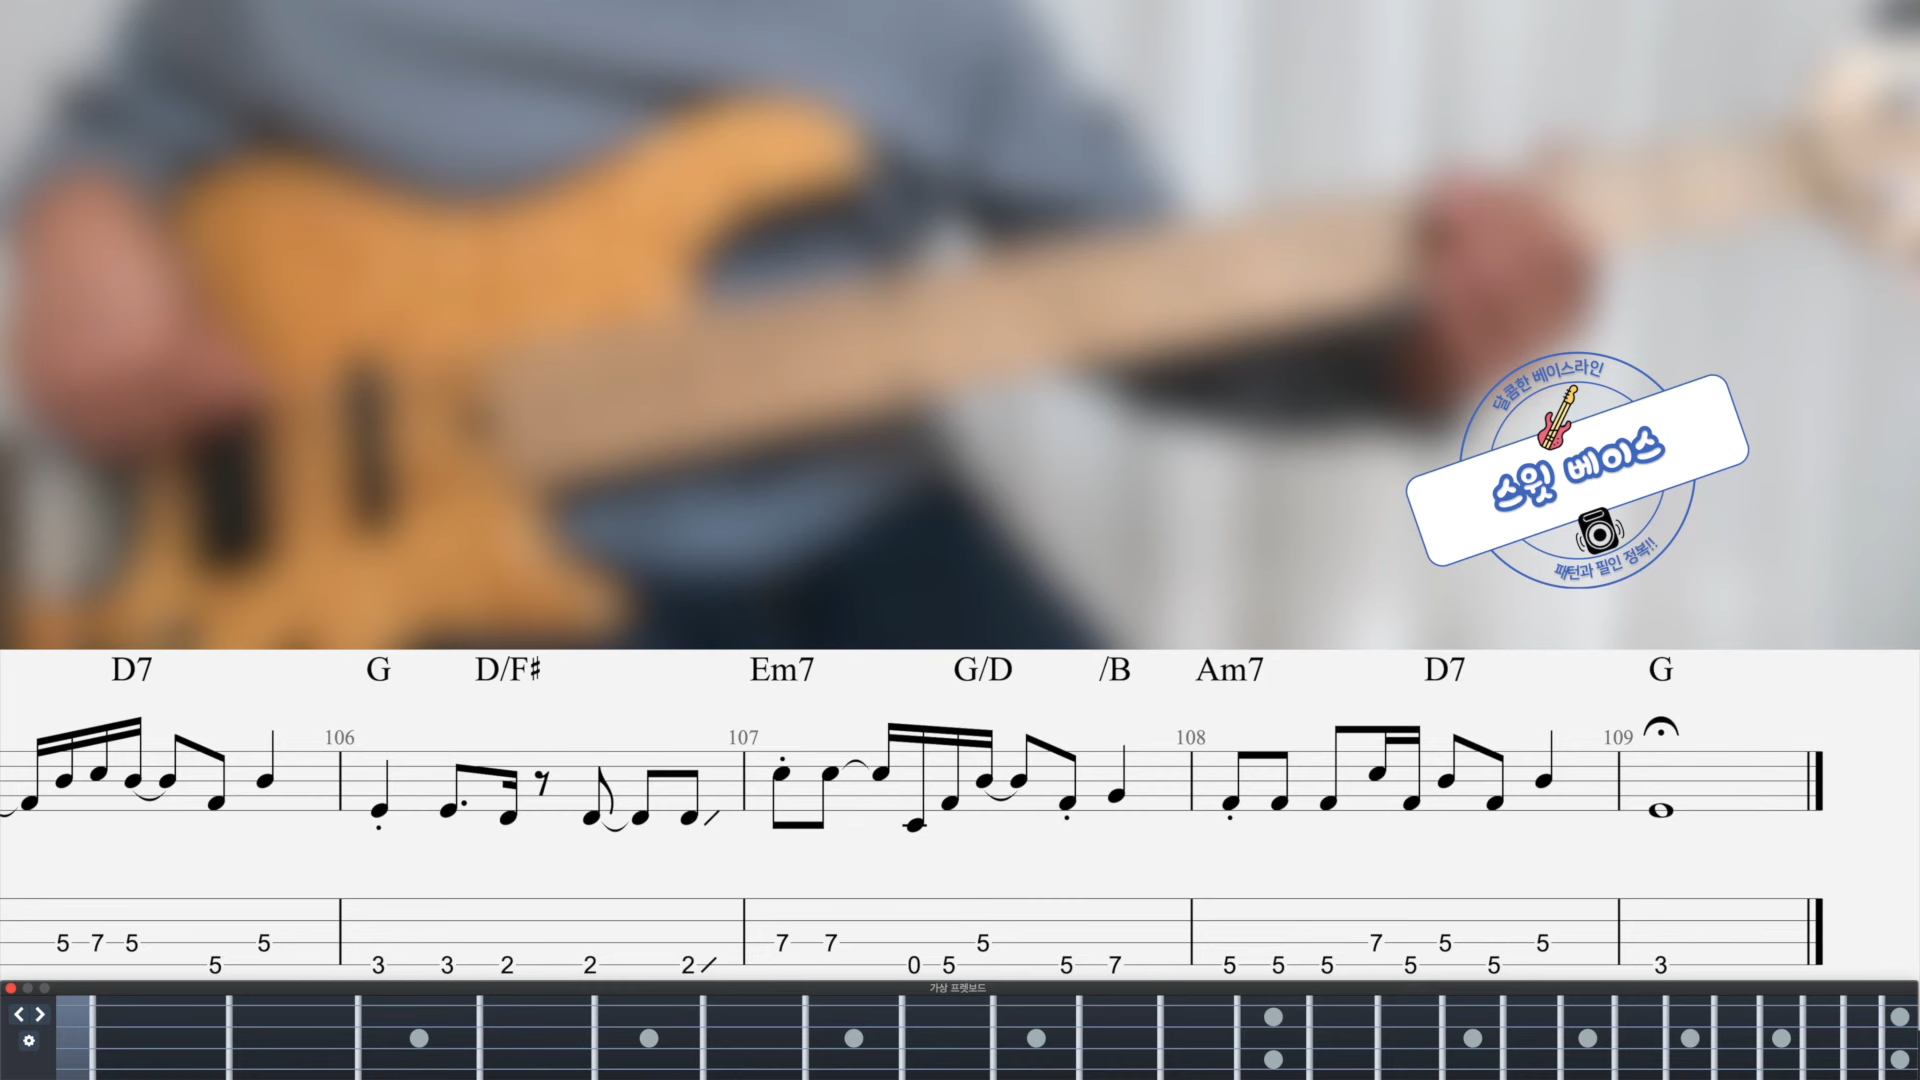 달콤한 베이스라인
스윗 베이스
패턴과 필인 정복!!
D7 G D/F♯ Em7 G/D /B Am7 D7 G
106 107 108 109
5 7 5 5 7 7 5 7 5 5
5 3 3 2 2 2 0 5 5 7 5 5 5 5 5 3
가상 프렛보드